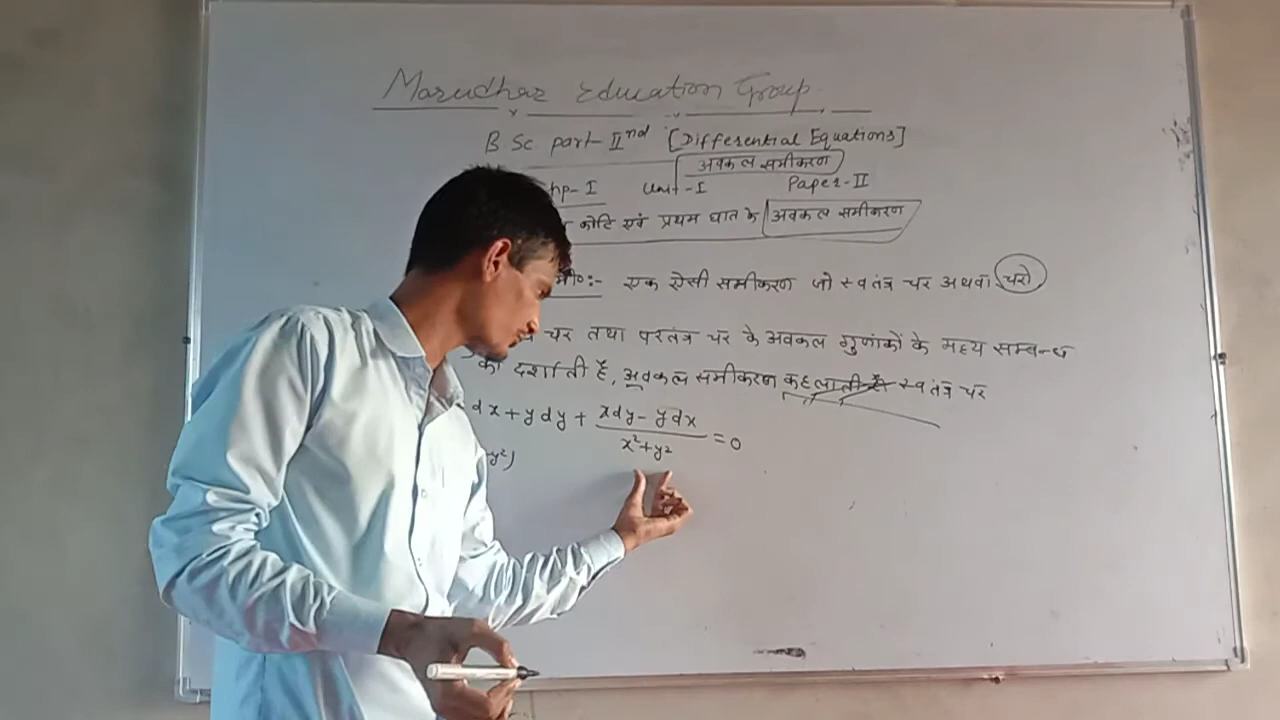 Marudhar Education Group
B.Sc. part-IInd [Differential Equations]
अवकल समीकरण
Unit-I Paper-II
कोटि एवं प्रथम घात के अवकल समीकरण
एक ऐसी समीकरण जो स्वतंत्र चर अथवा चरो
चर तथा परतंत्र चर के अवकल गुणांकों के मध्य सम्बन्ध
को दर्शाती है, अवकल समीकरण कहलाती है स्वतंत्र चर
dx + y dy + (xdy - ydx)/(x²+y²) = 0
y²)